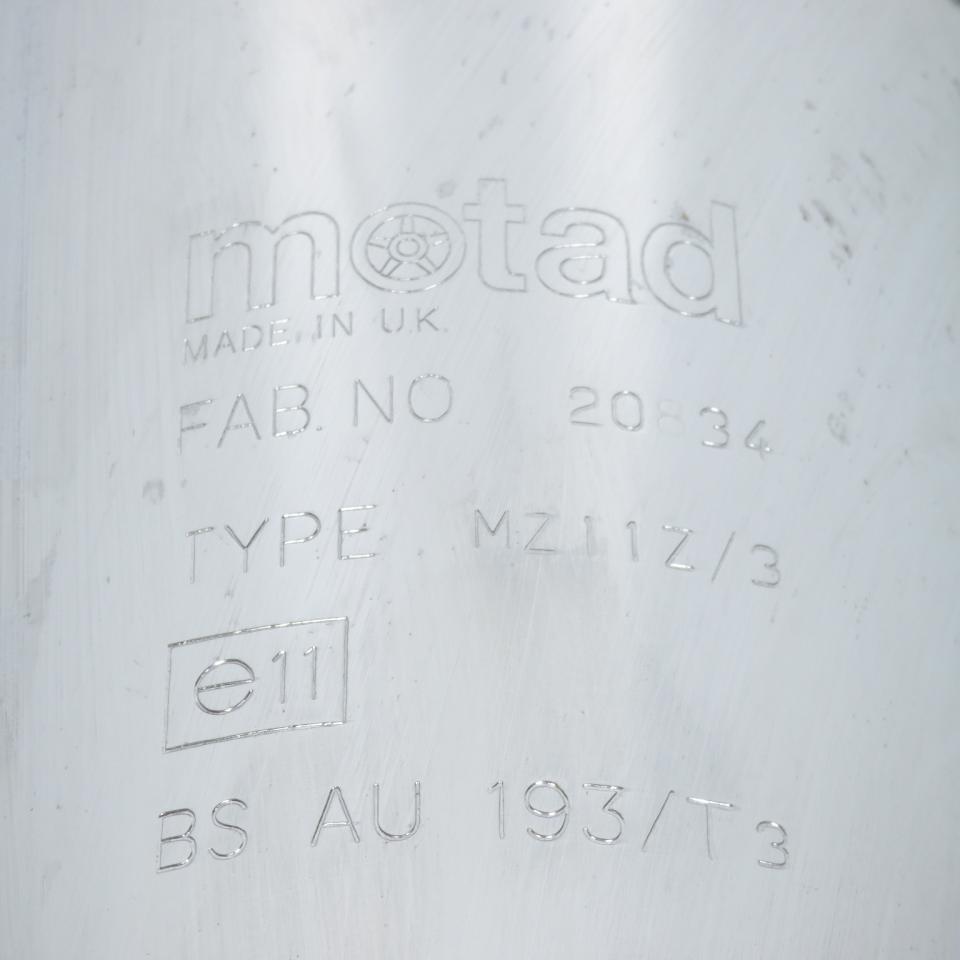 motad
MADE IN U.K.
FAB. NO 20834
TYPE MZ11Z/3
e11
BS AU 193/T3